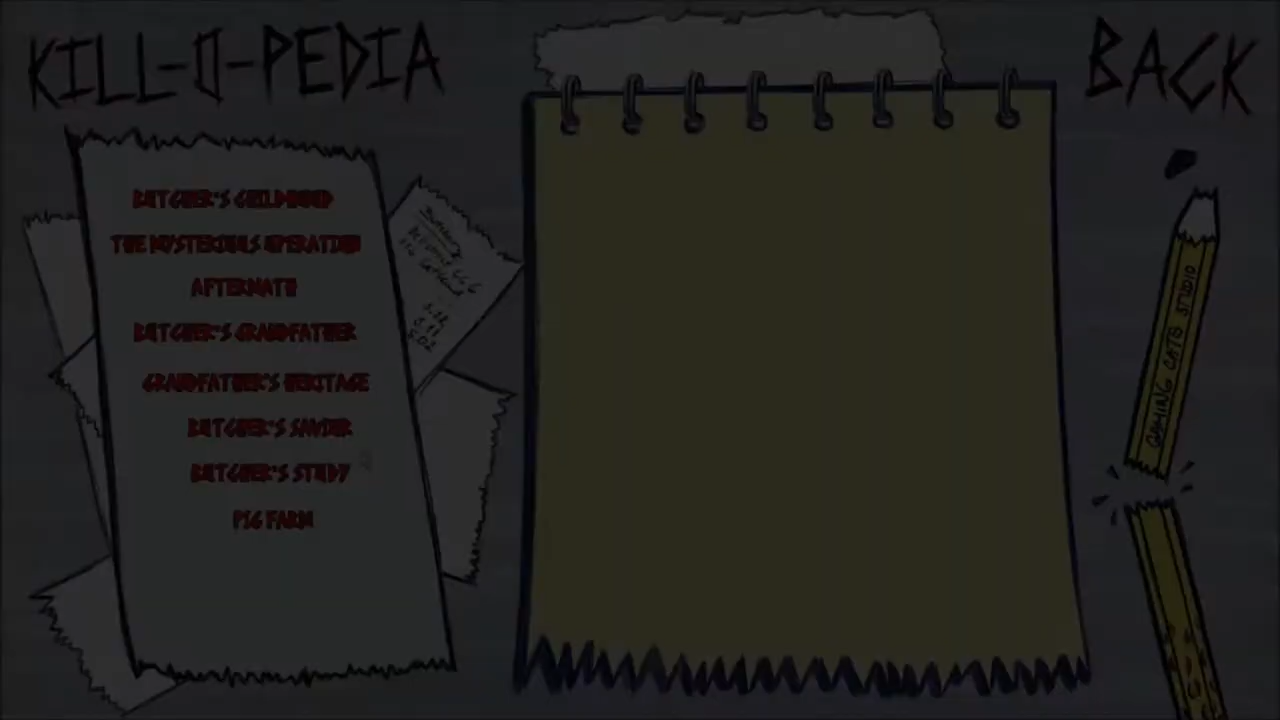 KILL-O-PEDIA
BACK
BUTCHER'S CHILDHOOD
THE MYSTERIOUS OPERATION
AFTERMATH
BUTCHER'S GRANDFATHER
GRANDFATHER'S HERITAGE
BUTCHER'S SAVIOR
BUTCHER'S STUDY
PIG FARM
GAMING CATS STUDIO